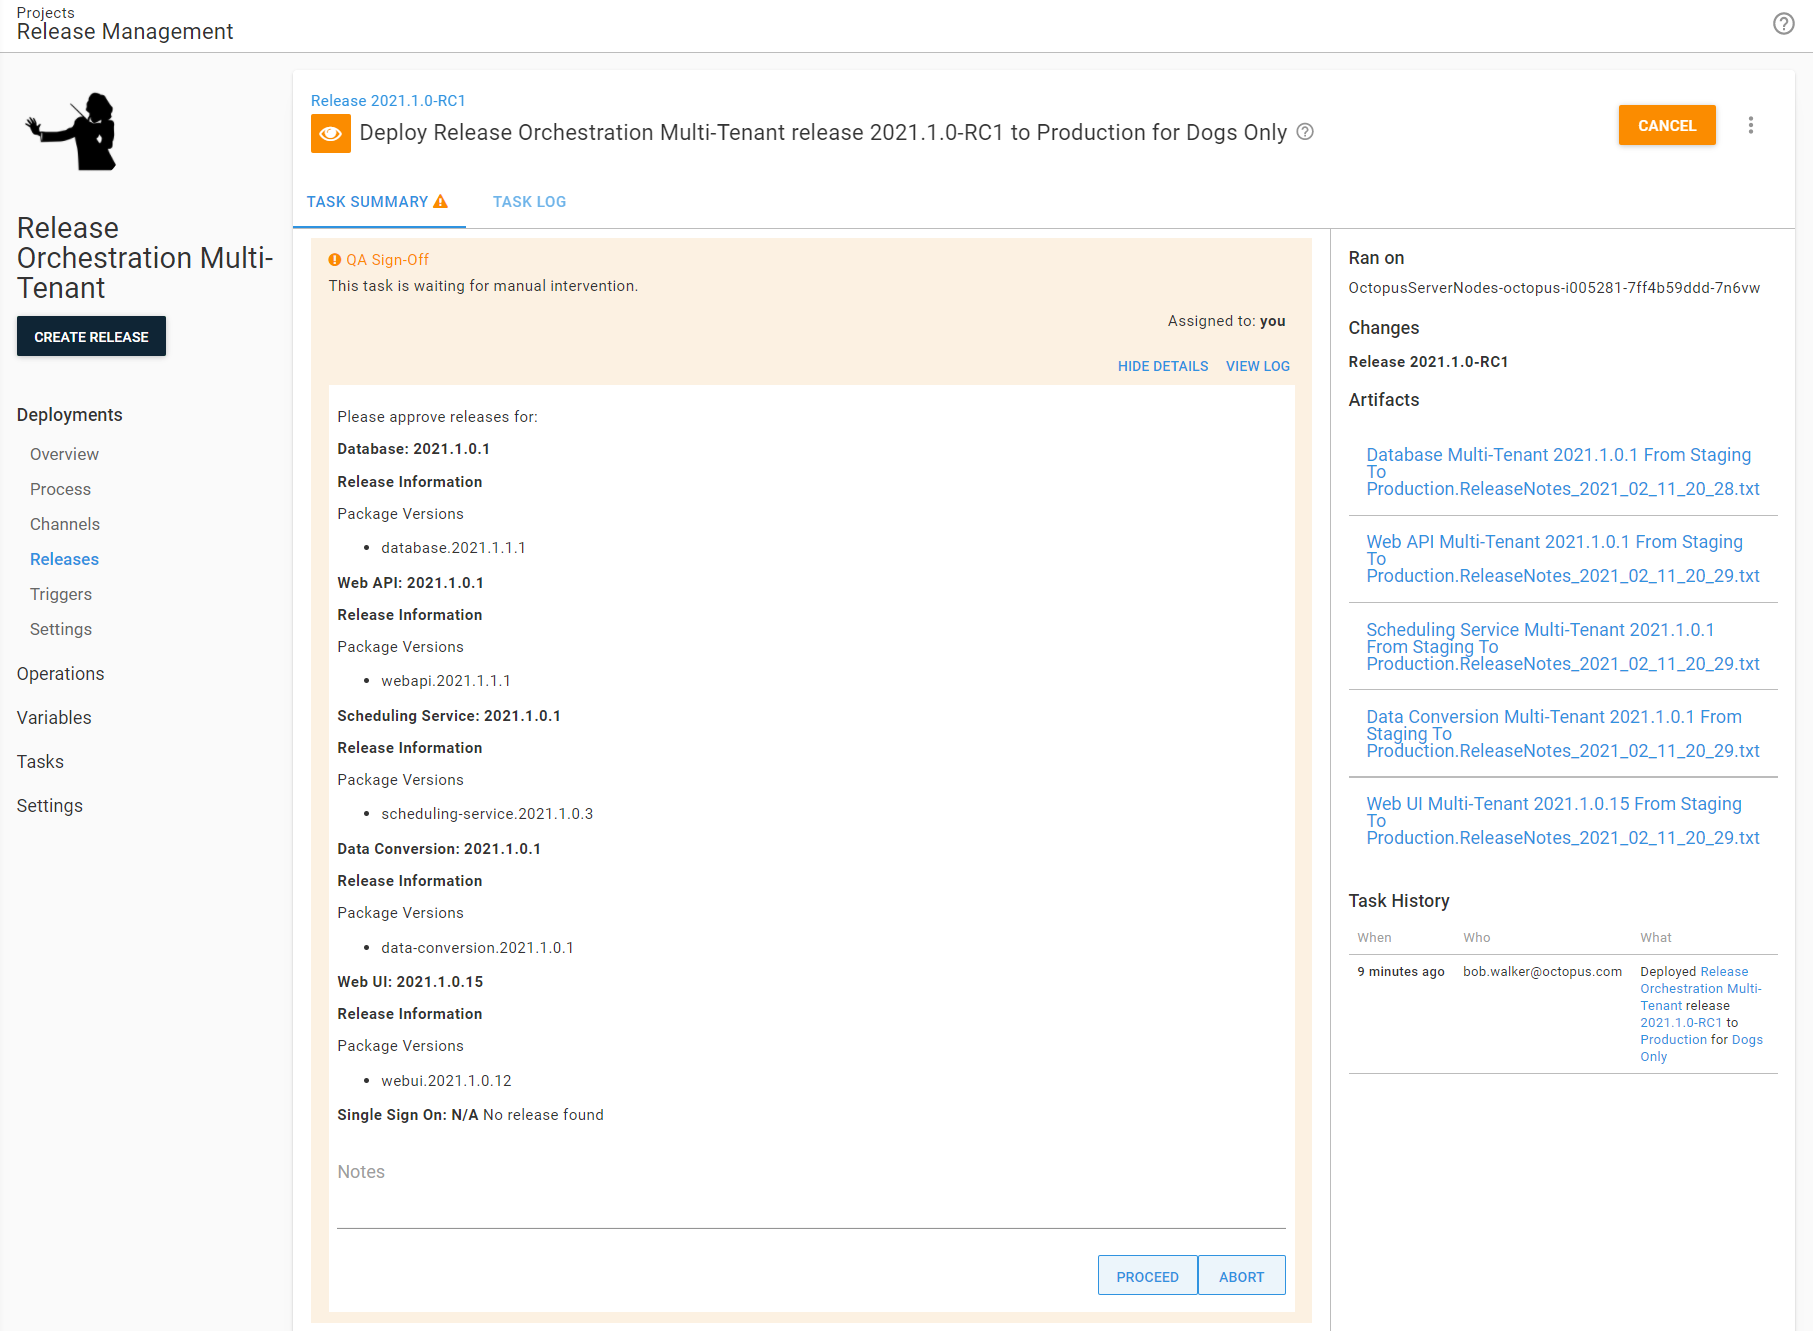 Projects
Release Management
Release
Orchestration Multi-
Tenant
CREATE RELEASE
Deployments
Overview
Process
Channels
Releases
Triggers
Settings
Operations
Variables
Tasks
Settings
Release 2021.1.0-RC1
Deploy Release Orchestration Multi-Tenant release 2021.1.0-RC1 to Production for Dogs Only
CANCEL
TASK SUMMARY
TASK LOG
QA Sign-Off
This task is waiting for manual intervention.
Assigned to: you
HIDE DETAILS VIEW LOG
Please approve releases for:
Database: 2021.1.0.1
Release Information
Package Versions
• database.2021.1.1.1
Web API: 2021.1.0.1
Release Information
Package Versions
• webapi.2021.1.1.1
Scheduling Service: 2021.1.0.1
Release Information
Package Versions
• scheduling-service.2021.1.0.3
Data Conversion: 2021.1.0.1
Release Information
Package Versions
• data-conversion.2021.1.0.1
Web UI: 2021.1.0.15
Release Information
Package Versions
• webui.2021.1.0.12
Single Sign On: N/A No release found
Notes
PROCEED ABORT
Ran on
OctopusServerNodes-octopus-i005281-7ff4b59ddd-7n6vw
Changes
Release 2021.1.0-RC1
Artifacts
Database Multi-Tenant 2021.1.0.1 From Staging
To
Production.ReleaseNotes_2021_02_11_20_28.txt
Web API Multi-Tenant 2021.1.0.1 From Staging
To
Production.ReleaseNotes_2021_02_11_20_29.txt
Scheduling Service Multi-Tenant 2021.1.0.1
From Staging To
Production.ReleaseNotes_2021_02_11_20_29.txt
Data Conversion Multi-Tenant 2021.1.0.1 From
Staging To
Production.ReleaseNotes_2021_02_11_20_29.txt
Web UI Multi-Tenant 2021.1.0.15 From Staging
To
Production.ReleaseNotes_2021_02_11_20_29.txt
Task History
When Who What
9 minutes ago bob.walker@octopus.com Deployed Release
Orchestration Multi-
Tenant release
2021.1.0-RC1 to
Production for Dogs
Only